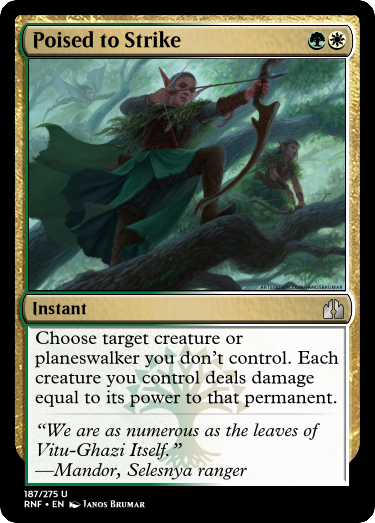 Poised to Strike
Instant
Choose target creature or
planeswalker you don't control. Each
creature you control deals damage
equal to its power to that permanent.
"We are as numerous as the leaves of
Vitu-Ghazi Itself."
—Mandor, Selesnya ranger
187/275 U
RNF • EN Janos Brumar